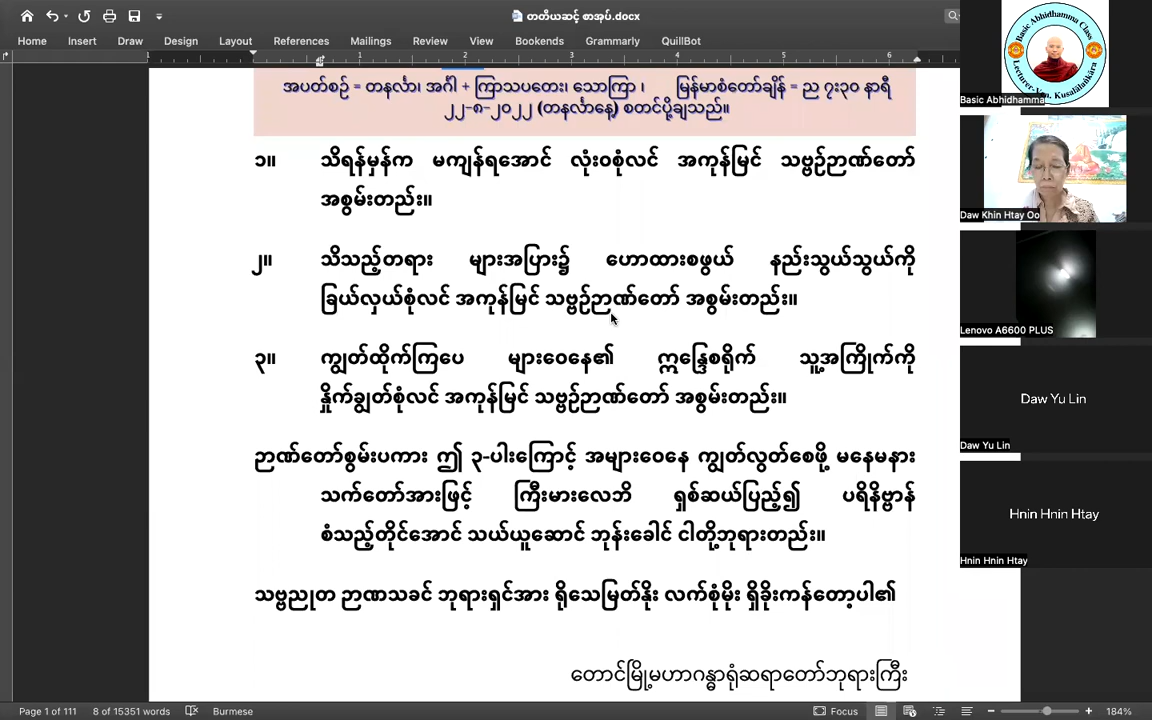 တတိယဆင့် စာအုပ်.docx
Home Insert Draw Design Layout References Mailings Review View Bookends Grammarly QuillBot
1 2 3 4 5 6
အပတ်စဉ် = တနင်္လာ၊ အင်္ဂါ + ကြာသပတေး၊ သောကြာ ၊ မြန်မာစံတော်ချိန် = ည ၇း၃၀ နာရီ
၂၂-၈-၂၀၂၂ (တနင်္လာနေ့) စတင်ပို့ချသည်။
၁။ သိရန်မှန်က မကျန်ရအောင် လုံးဝစုံလင် အကုန်မြင် သဗ္ဗဉ်ဉာဏ်တော်
အစွမ်းတည်း။
၂။ သိသည့်တရား များအပြား၌ ဟောထားစဖွယ် နည်းသွယ်သွယ်ကို
ခြယ်လှယ်စုံလင် အကုန်မြင် သဗ္ဗဉ်ဉာဏ်တော် အစွမ်းတည်း။
၃။ ကျွတ်ထိုက်ကြပေ များဝေနေ၏ ဣန္ဒြေစရိုက် သူ့အကြိုက်ကို
နှိုက်ချွတ်စုံလင် အကုန်မြင် သဗ္ဗဉ်ဉာဏ်တော် အစွမ်းတည်း။
ဉာဏ်တော်စွမ်းပကား ဤ ၃-ပါးကြောင့် အများဝေနေ ကျွတ်လွတ်စေဖို့ မနေမနား
သက်တော်အားဖြင့် ကြီးမားလေဘိ ရှစ်ဆယ်ပြည့်၍ ပရိနိဗ္ဗာန်
စံသည့်တိုင်အောင် သယ်ယူဆောင် ဘုန်းခေါင် ငါတို့ဘုရားတည်း။
သဗ္ဗညုတ ဉာဏသခင် ဘုရားရှင်အား ရိုသေမြတ်နိုး လက်စုံမိုး ရှိခိုးကန်တော့ပါ၏
တောင်မြို့မဟာဂန္ဓာရုံဆရာတော်ဘုရားကြီး
Page 1 of 111 8 of 15351 words Burmese Focus 184%
Basic Abhidhamma Class
Lecturer-Ven. Kusalālaṅkāra
Basic Abhidhamma
Daw Khin Htay Oo
Lenovo A6600 PLUS
Daw Yu Lin
Daw Yu Lin
Hnin Hnin Htay
Hnin Hnin Htay